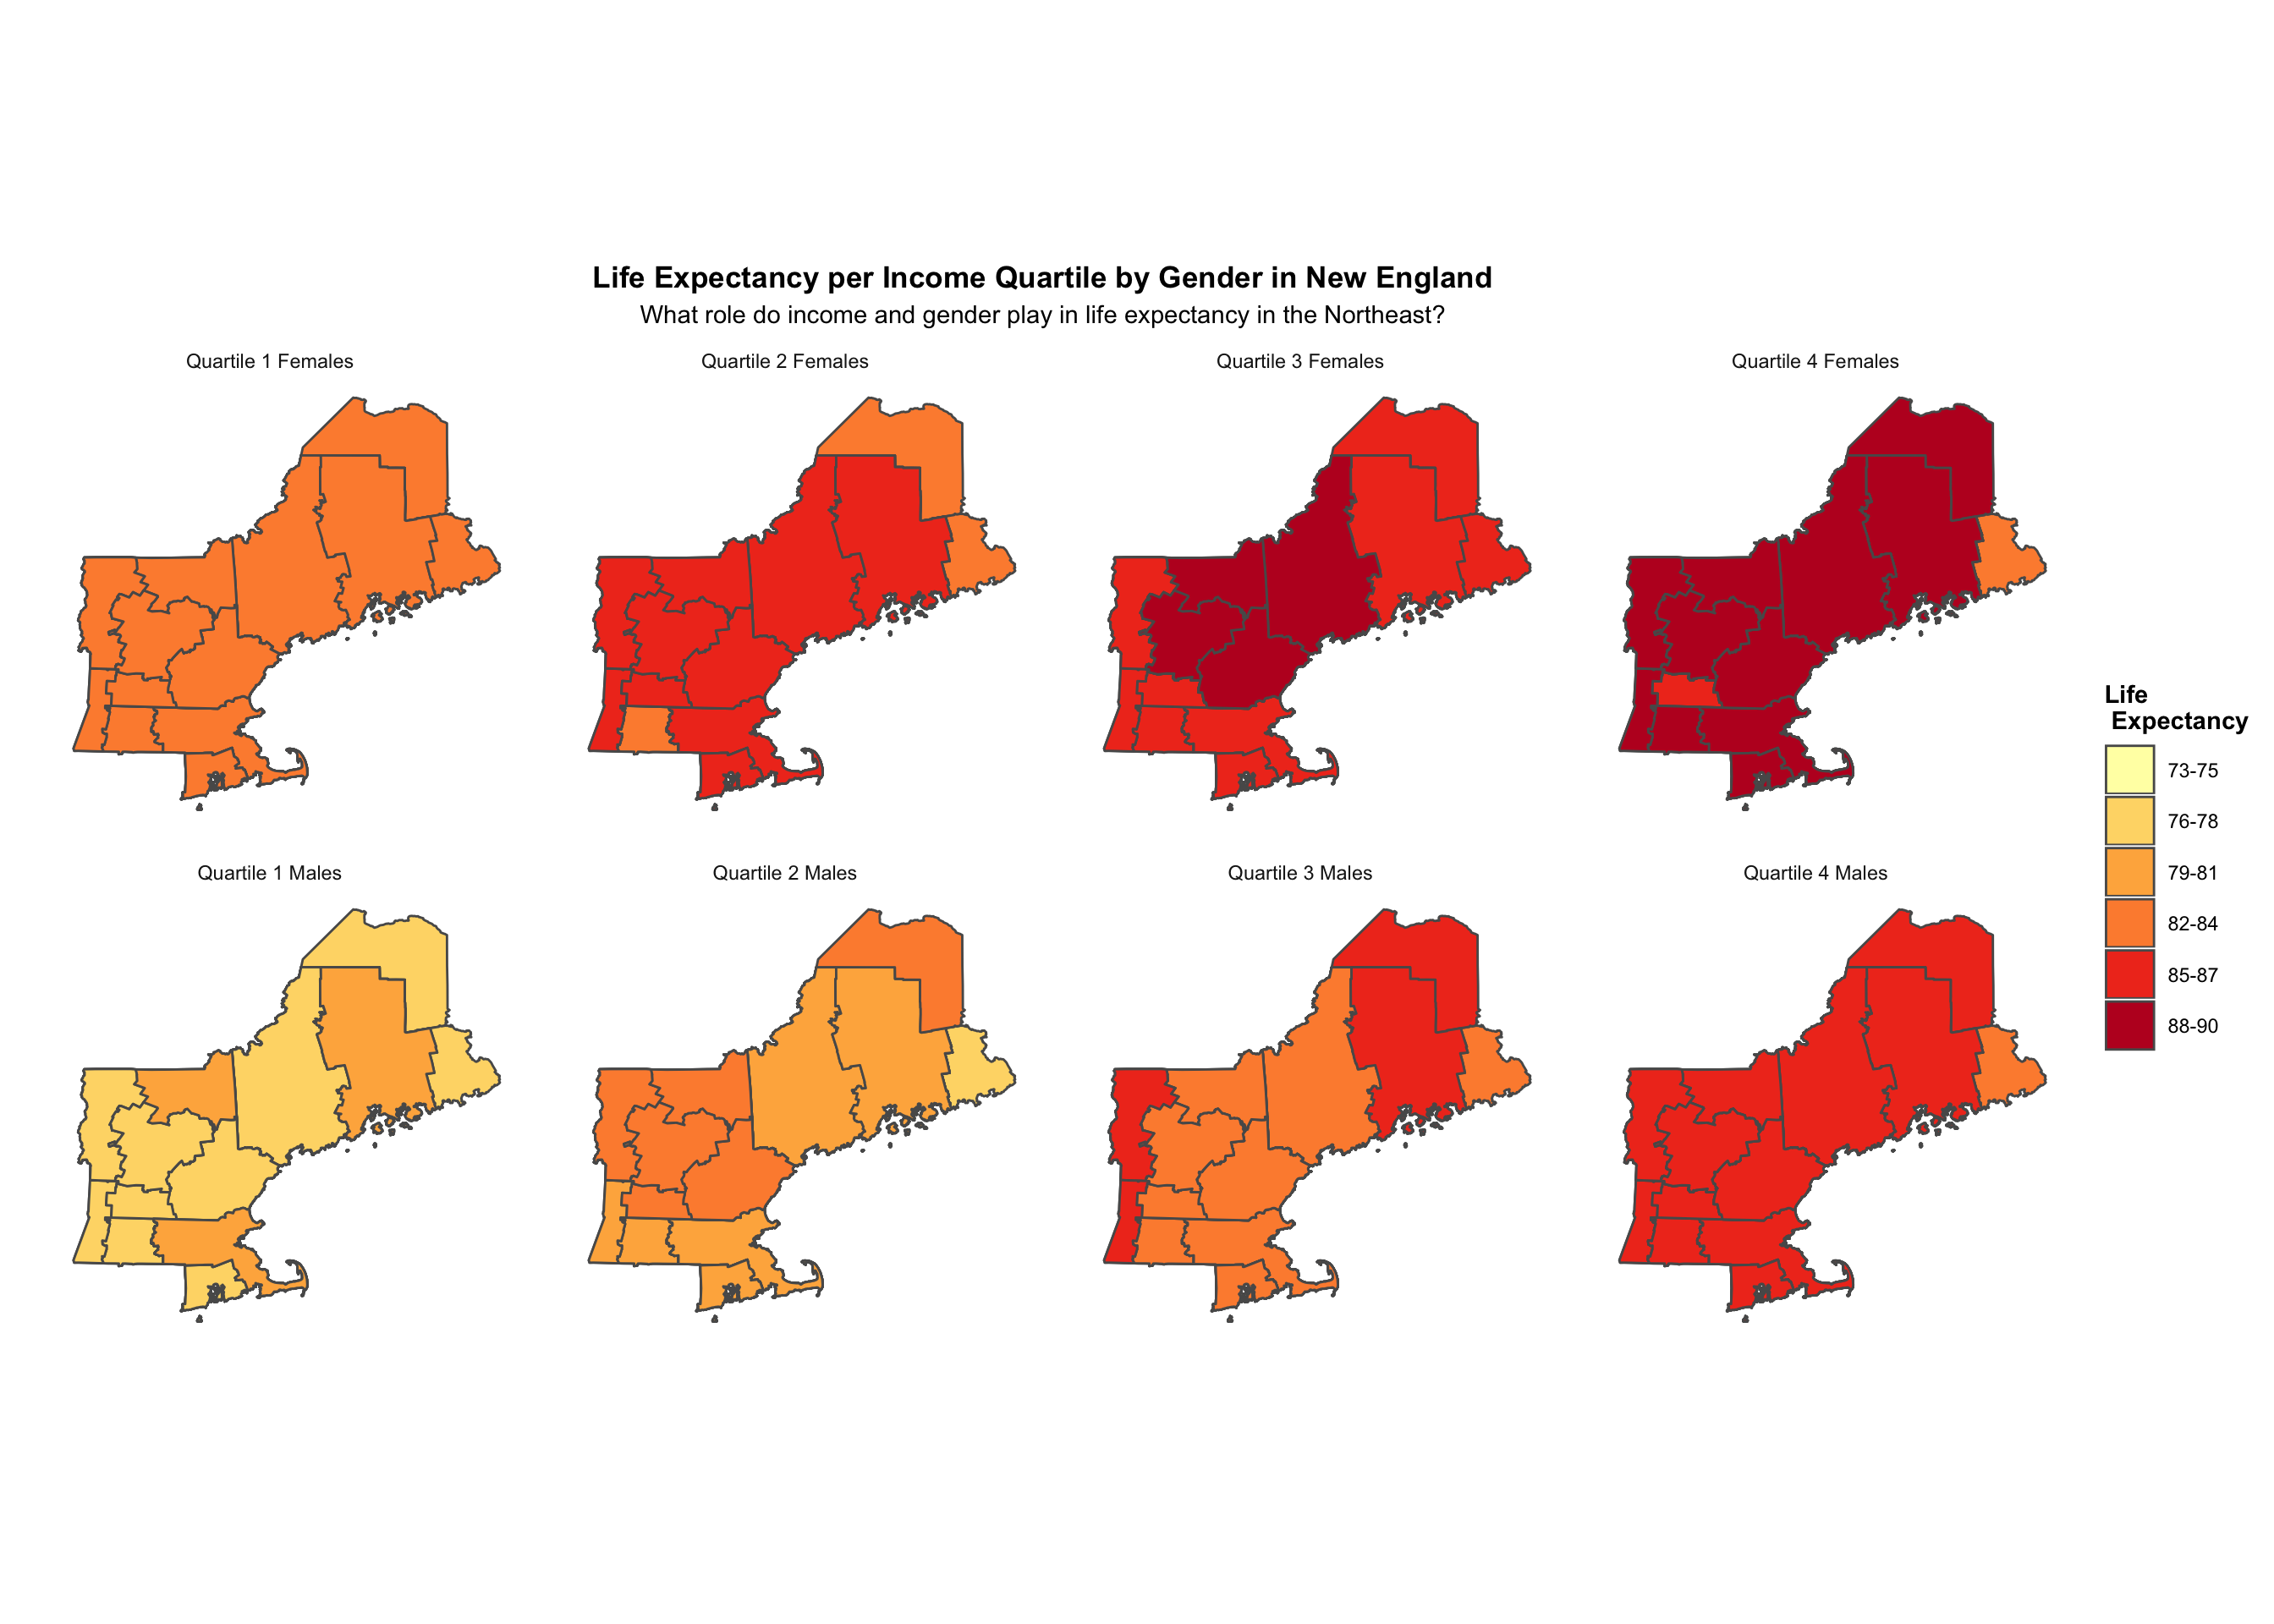 Life Expectancy per Income Quartile by Gender in New England
What role do income and gender play in life expectancy in the Northeast?
Quartile 1 Females
Quartile 2 Females
Quartile 3 Females
Quartile 4 Females
Quartile 1 Males
Quartile 2 Males
Quartile 3 Males
Quartile 4 Males
Life
Expectancy
73-75
76-78
79-81
82-84
85-87
88-90